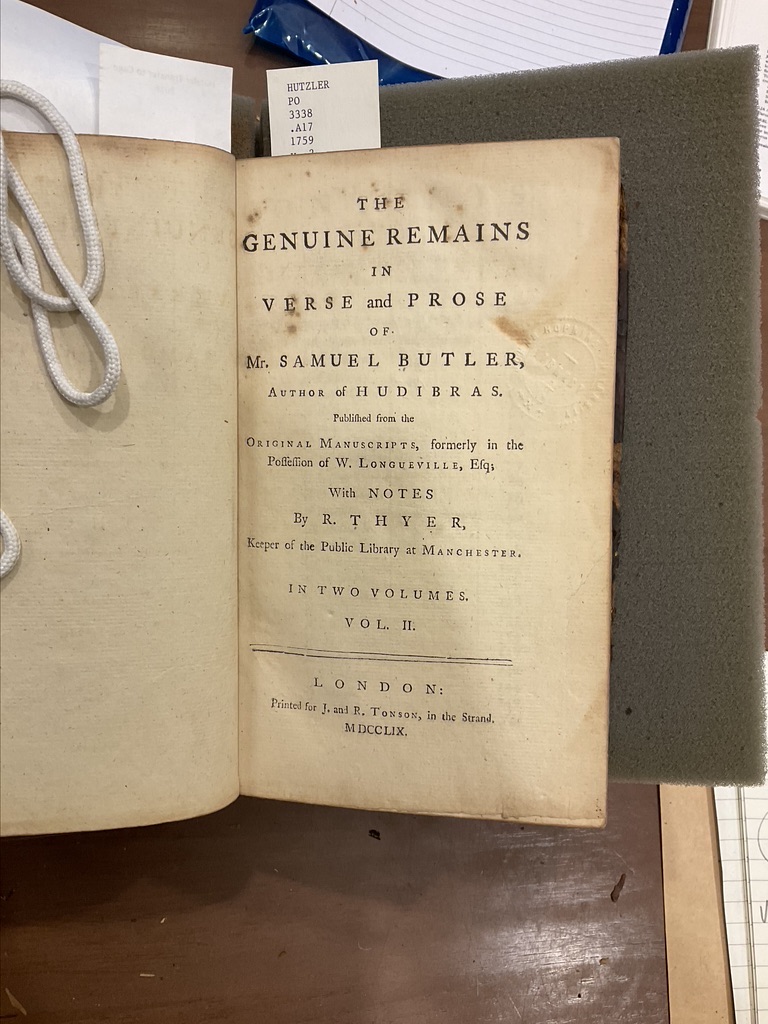 HUTZLER
PO
3338
.A17
1759
THE
GENUINE REMAINS
IN
VERSE and PROSE
OF
Mr. SAMUEL BUTLER,
AUTHOR of HUDIBRAS.
Publiſhed from the
ORIGINAL MANUSCRIPTS, formerly in the
Poſſeſſion of W. LONGUEVILLE, Eſq;
With NOTES
By R. THYER,
Keeper of the Public Library at MANCHESTER.
IN TWO VOLUMES.
VOL. II.
LONDON:
Printed for J. and R. TONSON, in the Strand.
MDCCLIX.